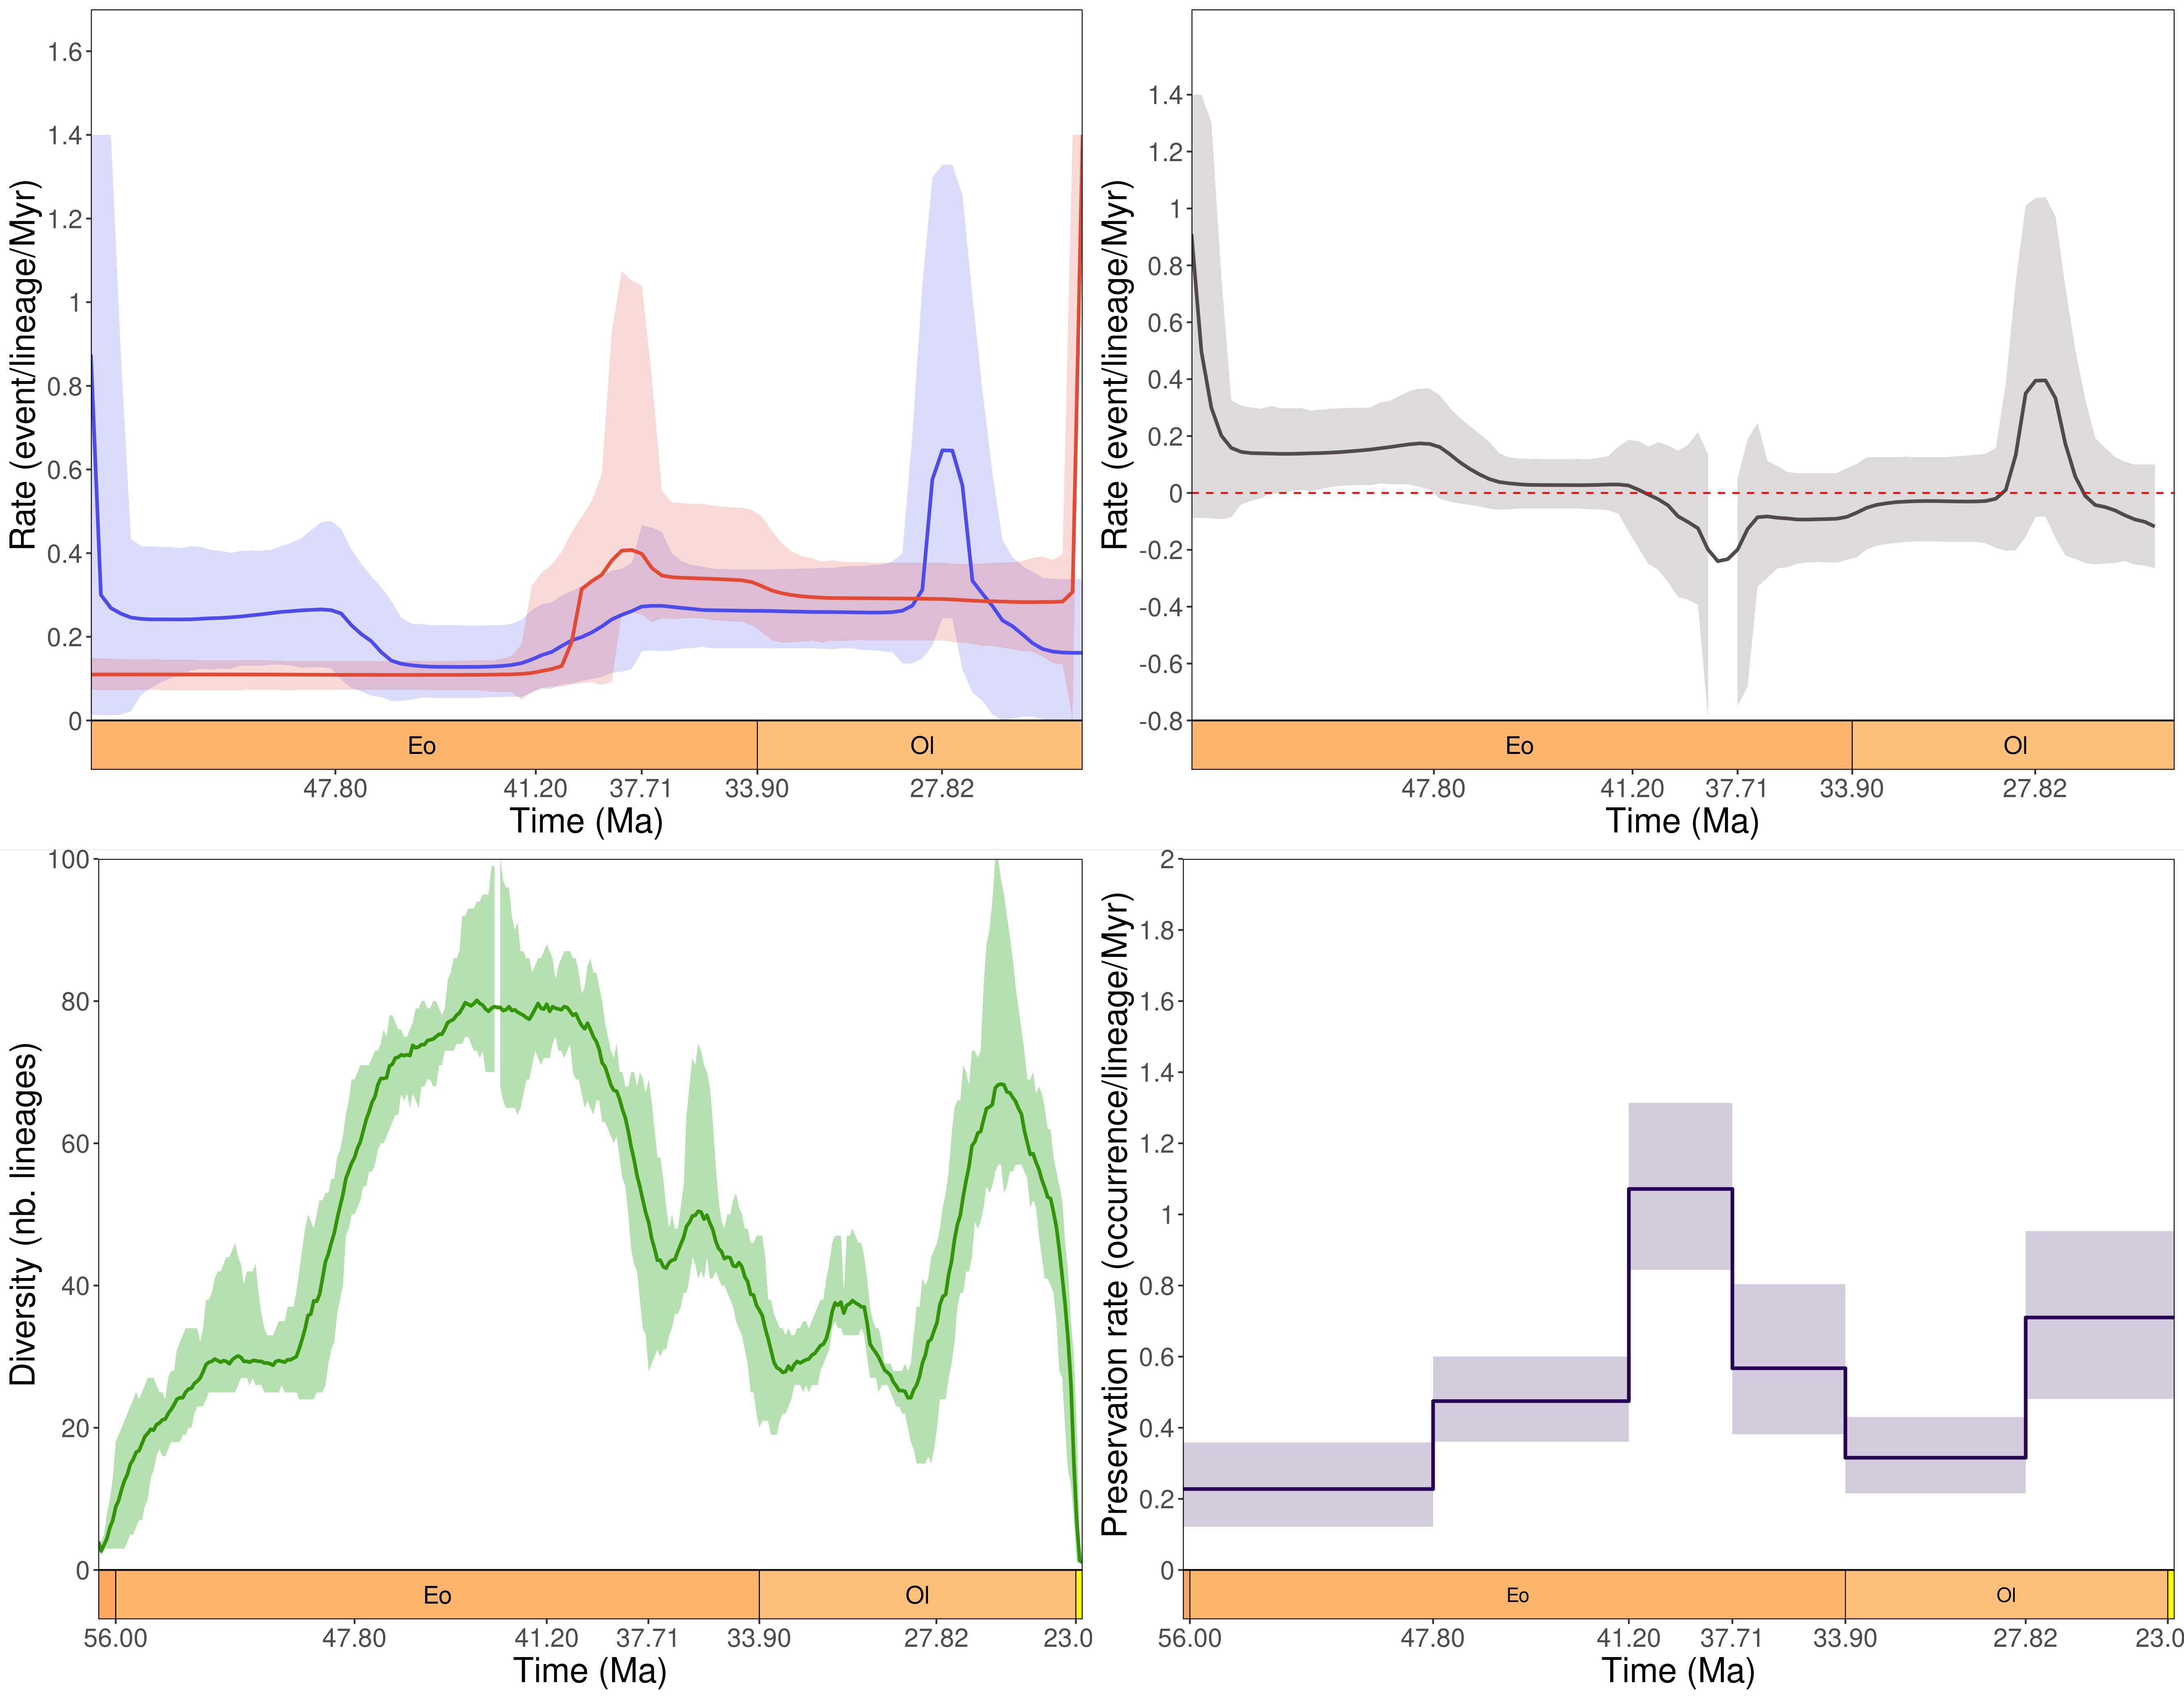 Rate (event/lineage/Myr)
1.6
1.4
1.2
1
0.8
0.6
0.4
0.2
0
Eo Ol
47.80 41.20 37.71 33.90 27.82
Time (Ma)
Rate (event/lineage/Myr)
1.4
1.2
1
0.8
0.6
0.4
0.2
0
-0.2
-0.4
-0.6
-0.8
Eo Ol
47.80 41.20 37.71 33.90 27.82
Time (Ma)
Diversity (nb. lineages)
100
80
60
40
20
0
Eo Ol
56.00 47.80 41.20 37.71 33.90 27.82 23.0
Time (Ma)
Preservation rate (occurrence/lineage/Myr)
2
1.8
1.6
1.4
1.2
1
0.8
0.6
0.4
0.2
0
Eo Ol
56.00 47.80 41.20 37.71 33.90 27.82 23.0
Time (Ma)